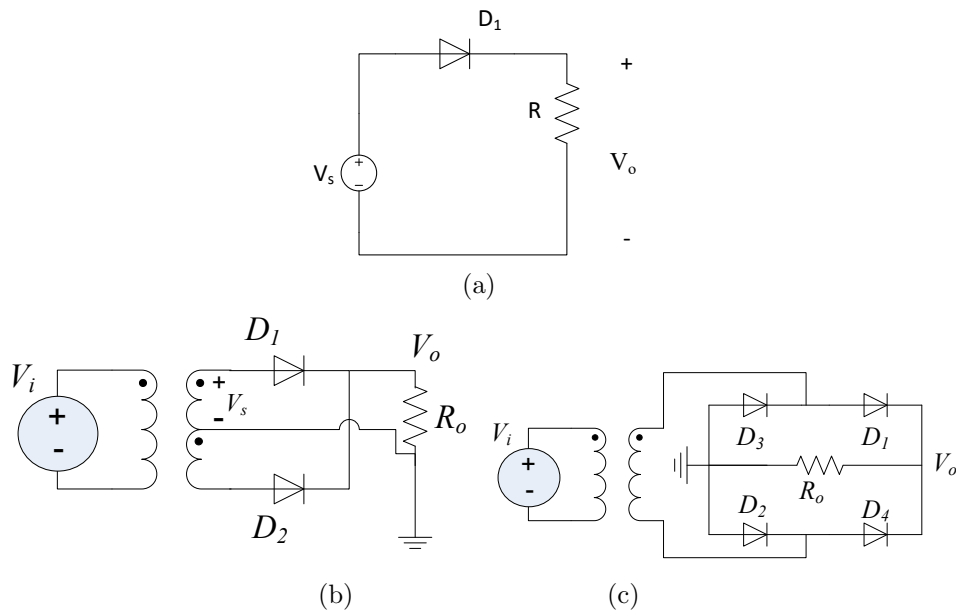 D1
+
R
Vs
+
-
Vo
-
(a)
D1
Vo
Vi
+
-
+
Vs
-
Ro
D2
(b)
Vi
+
-
D3
D1
Ro
Vo
D2
D4
(c)